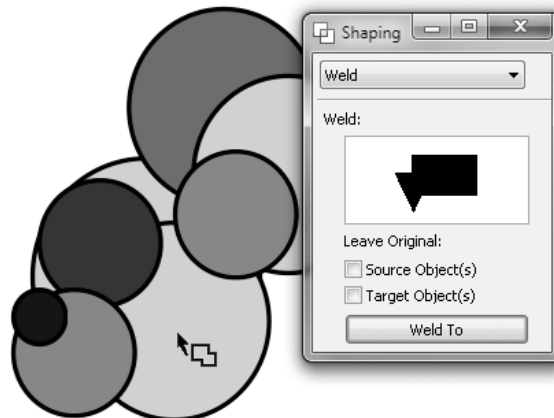 Shaping
Weld
Weld:
Leave Original:
Source Object(s)
Target Object(s)
Weld To